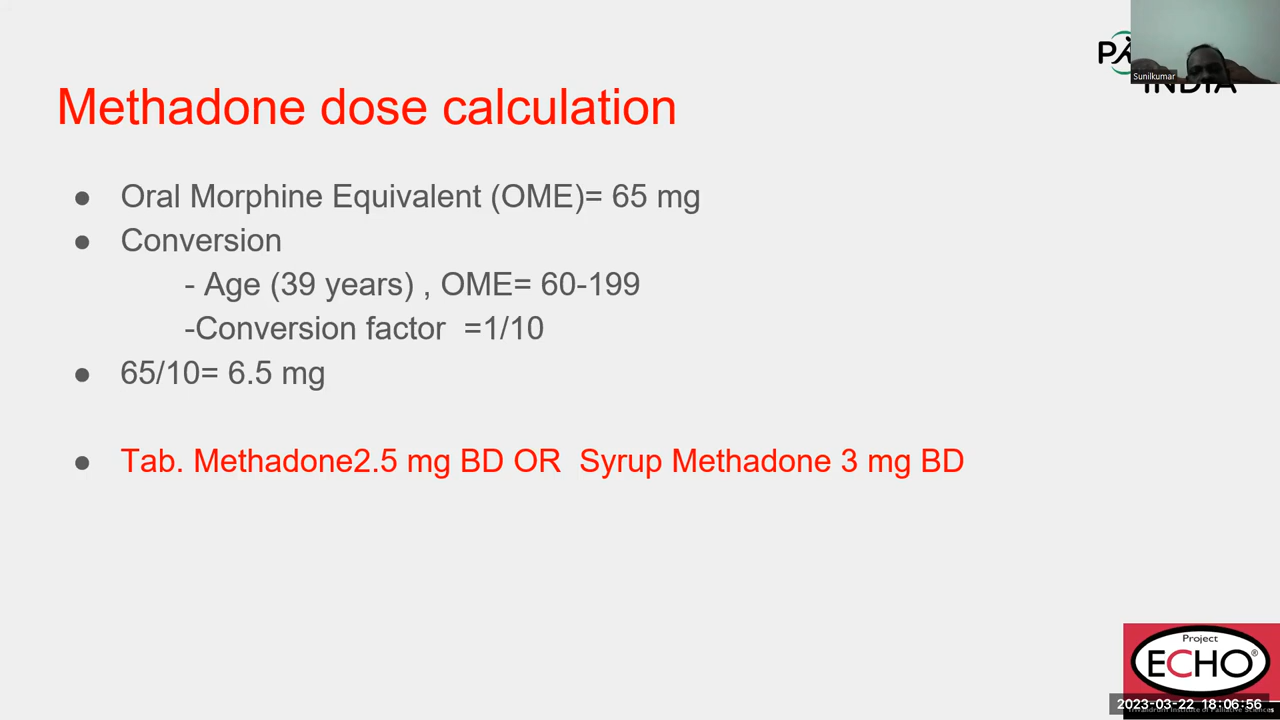 Sunilkumar
INDIA
Methadone dose calculation
● Oral Morphine Equivalent (OME)= 65 mg
● Conversion
- Age (39 years) , OME= 60-199
-Conversion factor =1/10
● 65/10= 6.5 mg
● Tab. Methadone2.5 mg BD OR Syrup Methadone 3 mg BD
Project
ECHO®
2023-03-22 18:06:56